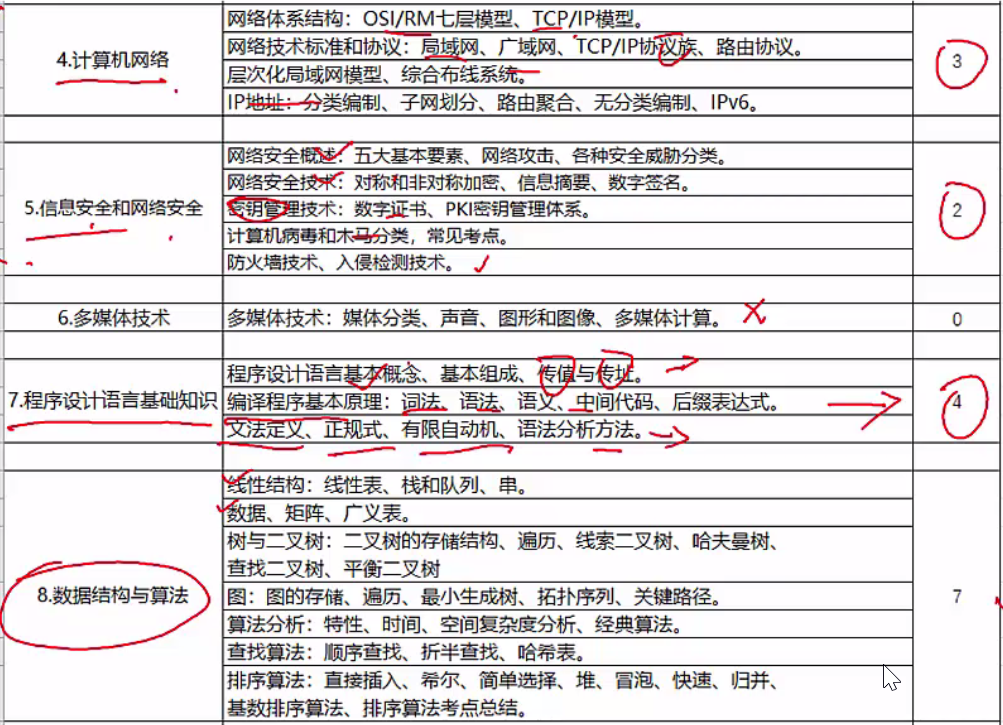 网络体系结构：OSI/RM七层模型、TCP/IP模型。
4.计算机网络
网络技术标准和协议：局域网、广域网、TCP/IP协议族、路由协议。
3
层次化局域网模型、综合布线系统。
IP地址：分类编制、子网划分、路由聚合、无分类编制、IPv6。
网络安全概述：五大基本要素、网络攻击、各种安全威胁分类。
网络安全技术：对称和非对称加密、信息摘要、数字签名。
5.信息安全和网络安全
密钥管理技术：数字证书、PKI密钥管理体系。
2
计算机病毒和木马分类，常见考点。
防火墙技术、入侵检测技术。
6.多媒体技术
多媒体技术：媒体分类、声音、图形和图像、多媒体计算。
0
程序设计语言基本概念、基本组成、传值与传址。
7.程序设计语言基础知识
编译程序基本原理：词法、语法、语义、中间代码、后缀表达式。
4
文法定义、正规式、有限自动机、语法分析方法。
线性结构：线性表、栈和队列、串。
数据、矩阵、广义表。
树与二叉树：二叉树的存储结构、遍历、线索二叉树、哈夫曼树、
查找二叉树、平衡二叉树
8.数据结构与算法
图：图的存储、遍历、最小生成树、拓扑序列、关键路径。
7
算法分析：特性、时间、空间复杂度分析、经典算法。
查找算法：顺序查找、折半查找、哈希表。
排序算法：直接插入、希尔、简单选择、堆、冒泡、快速、归并、
基数排序算法、排序算法考点总结。